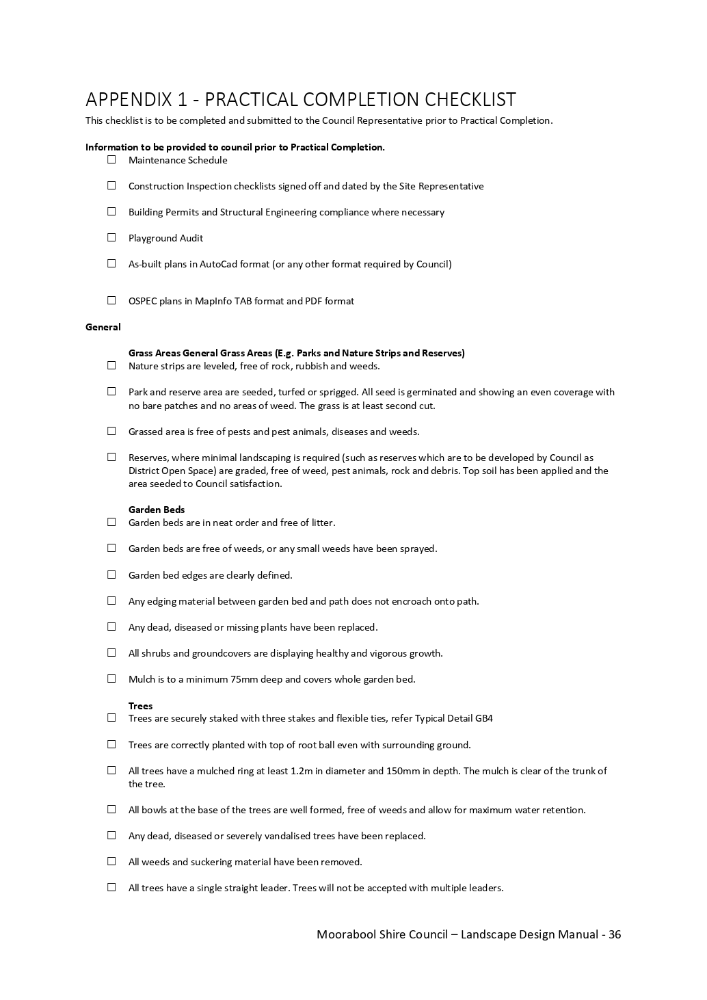 APPENDIX 1 - PRACTICAL COMPLETION CHECKLIST
This checklist is to be completed and submitted to the Council Representative prior to Practical Completion.
Information to be provided to council prior to Practical Completion.
☐ Maintenance Schedule
☐ Construction Inspection checklists signed off and dated by the Site Representative
☐ Building Permits and Structural Engineering compliance where necessary
☐ Playground Audit
☐ As-built plans in AutoCad format (or any other format required by Council)
☐ OSPEC plans in MapInfo TAB format and PDF format
General
Grass Areas General Grass Areas (E.g. Parks and Nature Strips and Reserves)
☐ Nature strips are leveled, free of rock, rubbish and weeds.
☐ Park and reserve area are seeded, turfed or sprigged. All seed is germinated and showing an even coverage with
no bare patches and no areas of weed. The grass is at least second cut.
☐ Grassed area is free of pests and pest animals, diseases and weeds.
☐ Reserves, where minimal landscaping is required (such as reserves which are to be developed by Council as
District Open Space) are graded, free of weed, pest animals, rock and debris. Top soil has been applied and the
area seeded to Council satisfaction.
Garden Beds
☐ Garden beds are in neat order and free of litter.
☐ Garden beds are free of weeds, or any small weeds have been sprayed.
☐ Garden bed edges are clearly defined.
☐ Any edging material between garden bed and path does not encroach onto path.
☐ Any dead, diseased or missing plants have been replaced.
☐ All shrubs and groundcovers are displaying healthy and vigorous growth.
☐ Mulch is to a minimum 75mm deep and covers whole garden bed.
Trees
☐ Trees are securely staked with three stakes and flexible ties, refer Typical Detail GB4
☐ Trees are correctly planted with top of root ball even with surrounding ground.
☐ All trees have a mulched ring at least 1.2m in diameter and 150mm in depth. The mulch is clear of the trunk of
the tree.
☐ All bowls at the base of the trees are well formed, free of weeds and allow for maximum water retention.
☐ Any dead, diseased or severely vandalised trees have been replaced.
☐ All weeds and suckering material have been removed.
☐ All trees have a single straight leader. Trees will not be accepted with multiple leaders.
Moorabool Shire Council – Landscape Design Manual - 36